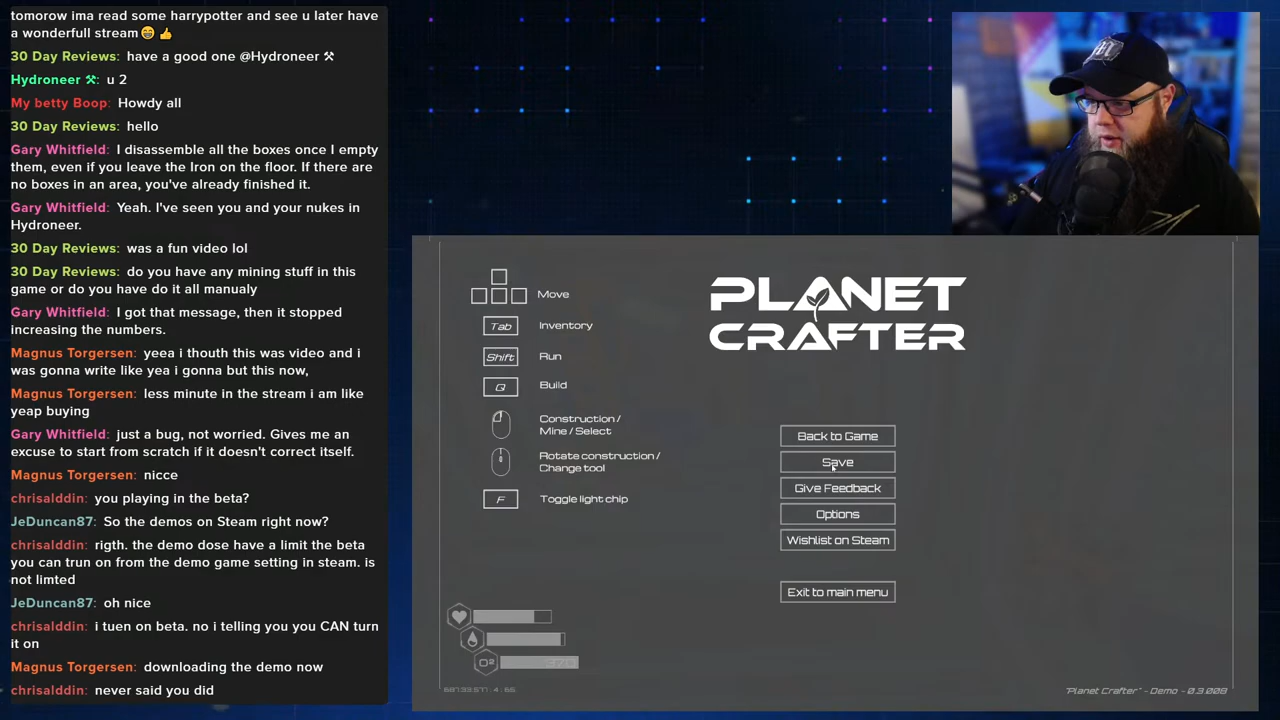 tomorow ima read some harrypotter and see u later have
a wonderfull stream😁 👍
30 Day Reviews: have a good one @Hydroneer ⚒
Hydroneer ⚒: u 2
My betty Boop: Howdy all
30 Day Reviews: hello
Gary Whitfield: I disassemble all the boxes once I empty
them, even if you leave the Iron on the floor. If there are
no boxes in an area, you've already finished it.
Gary Whitfield: Yeah. I've seen you and your nukes in
Hydroneer.
30 Day Reviews: was a fun video lol
30 Day Reviews: do you have any mining stuff in this
game or do you have do it all manualy
Gary Whitfield: I got that message, then it stopped
increasing the numbers.
Magnus Torgersen: yeea i thouth this was video and i
was gonna write like yea i gonna but this now,
Magnus Torgersen: less minute in the stream i am like
yeap buying
Gary Whitfield: just a bug, not worried. Gives me an
excuse to start from scratch if it doesn't correct itself.
Magnus Torgersen: nicce
chrisalddin: you playing in the beta?
JeDuncan87: So the demos on Steam right now?
chrisalddin: rigth. the demo dose have a limit the beta
you can trun on from the demo game setting in steam. is
not limted
JeDuncan87: oh nice
chrisalddin: i tuen on beta. no i telling you you CAN turn
it on
Magnus Torgersen: downloading the demo now
chrisalddin: never said you did
Move
Tab Inventory
Shift Run
Q Build
Construction /
Mine / Select
Rotate construction /
Change tool
F Toggle light chip
PLANET
CRAFTER
Back to Game
Save
Give Feedback
Options
Wishlist on Steam
Exit to main menu
O² 370
"Planet Crafter" - Demo - 0.3.008